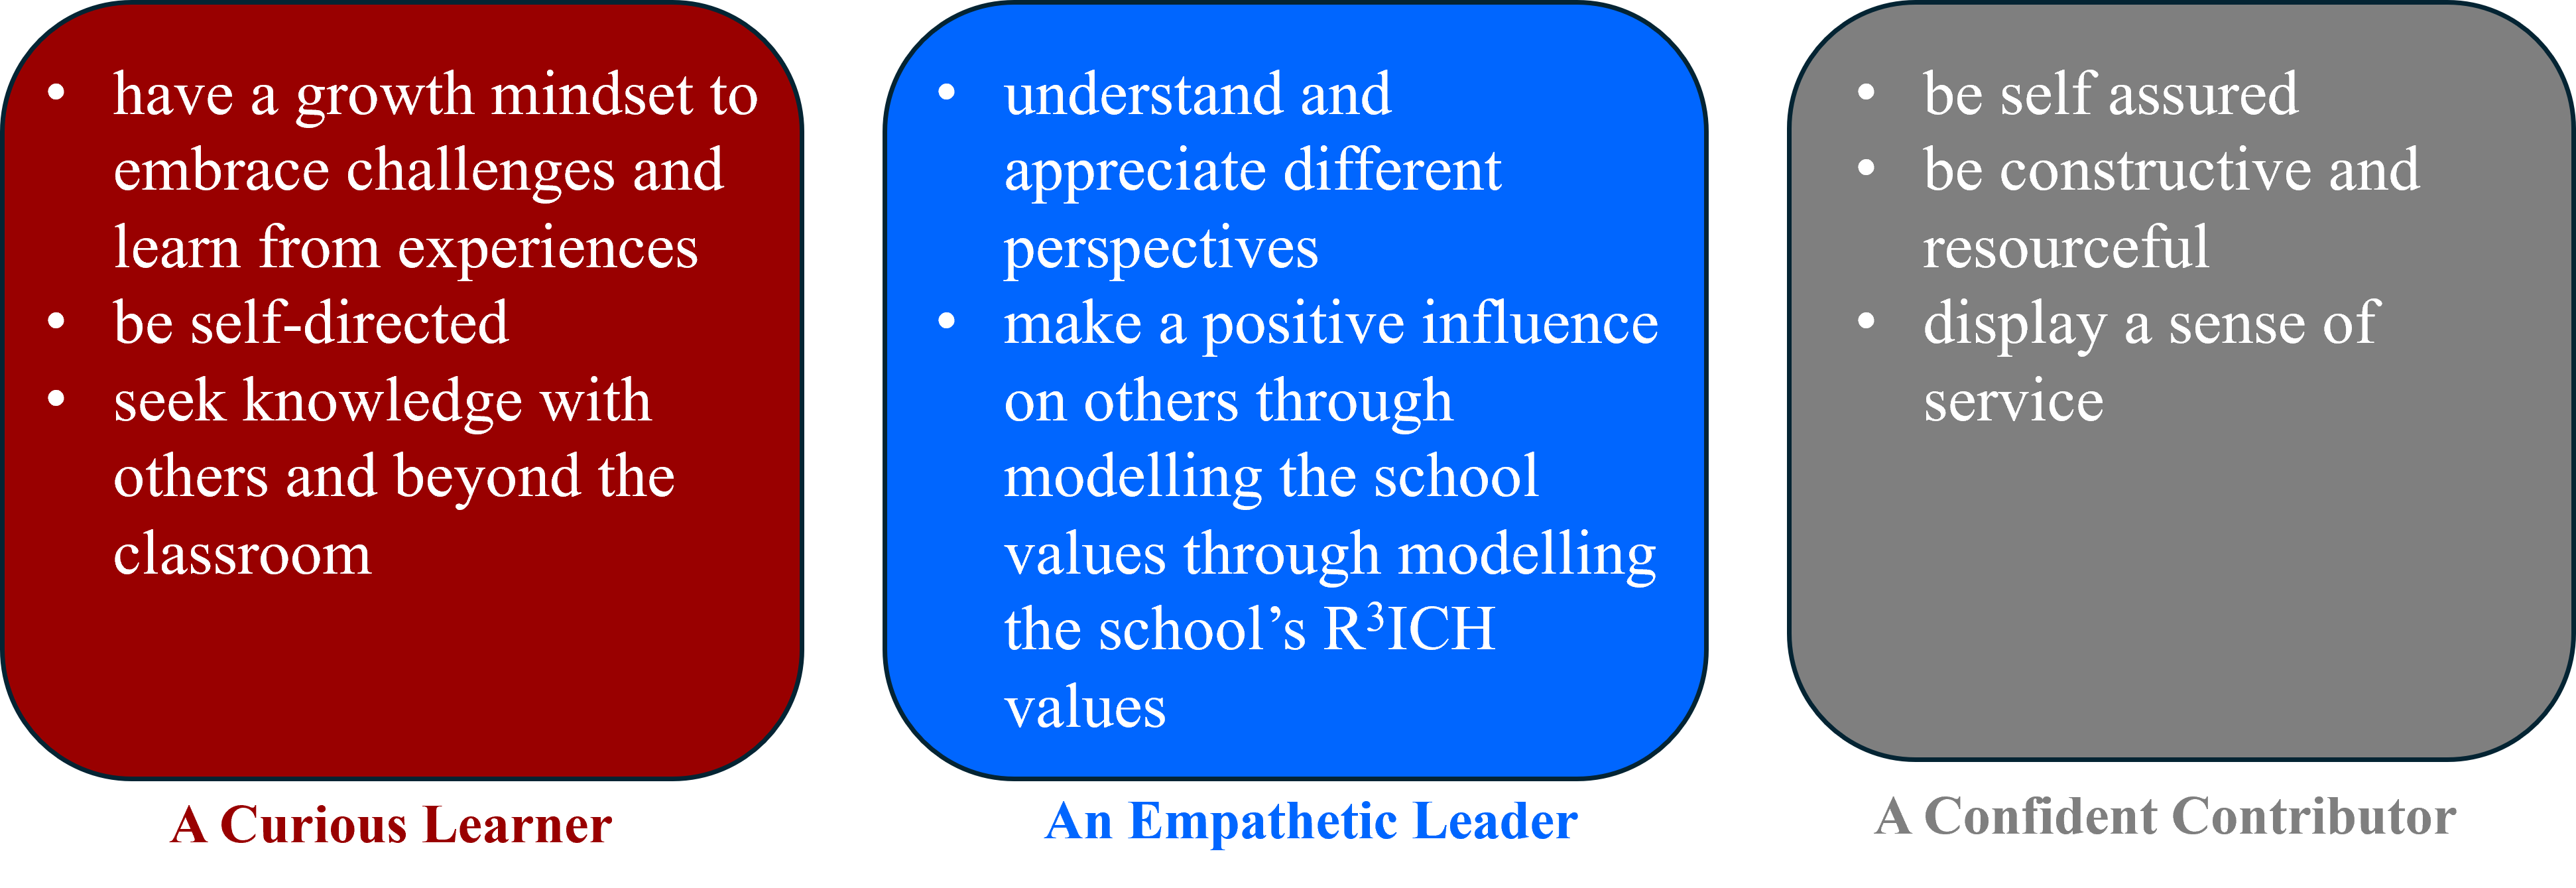 • have a growth mindset to
embrace challenges and
learn from experiences
• be self-directed
• seek knowledge with
others and beyond the
classroom
A Curious Learner
• understand and
appreciate different
perspectives
• make a positive influence
on others through
modelling the school
values through modelling
the school’s R³ICH
values
An Empathetic Leader
• be self assured
• be constructive and
resourceful
• display a sense of
service
A Confident Contributor